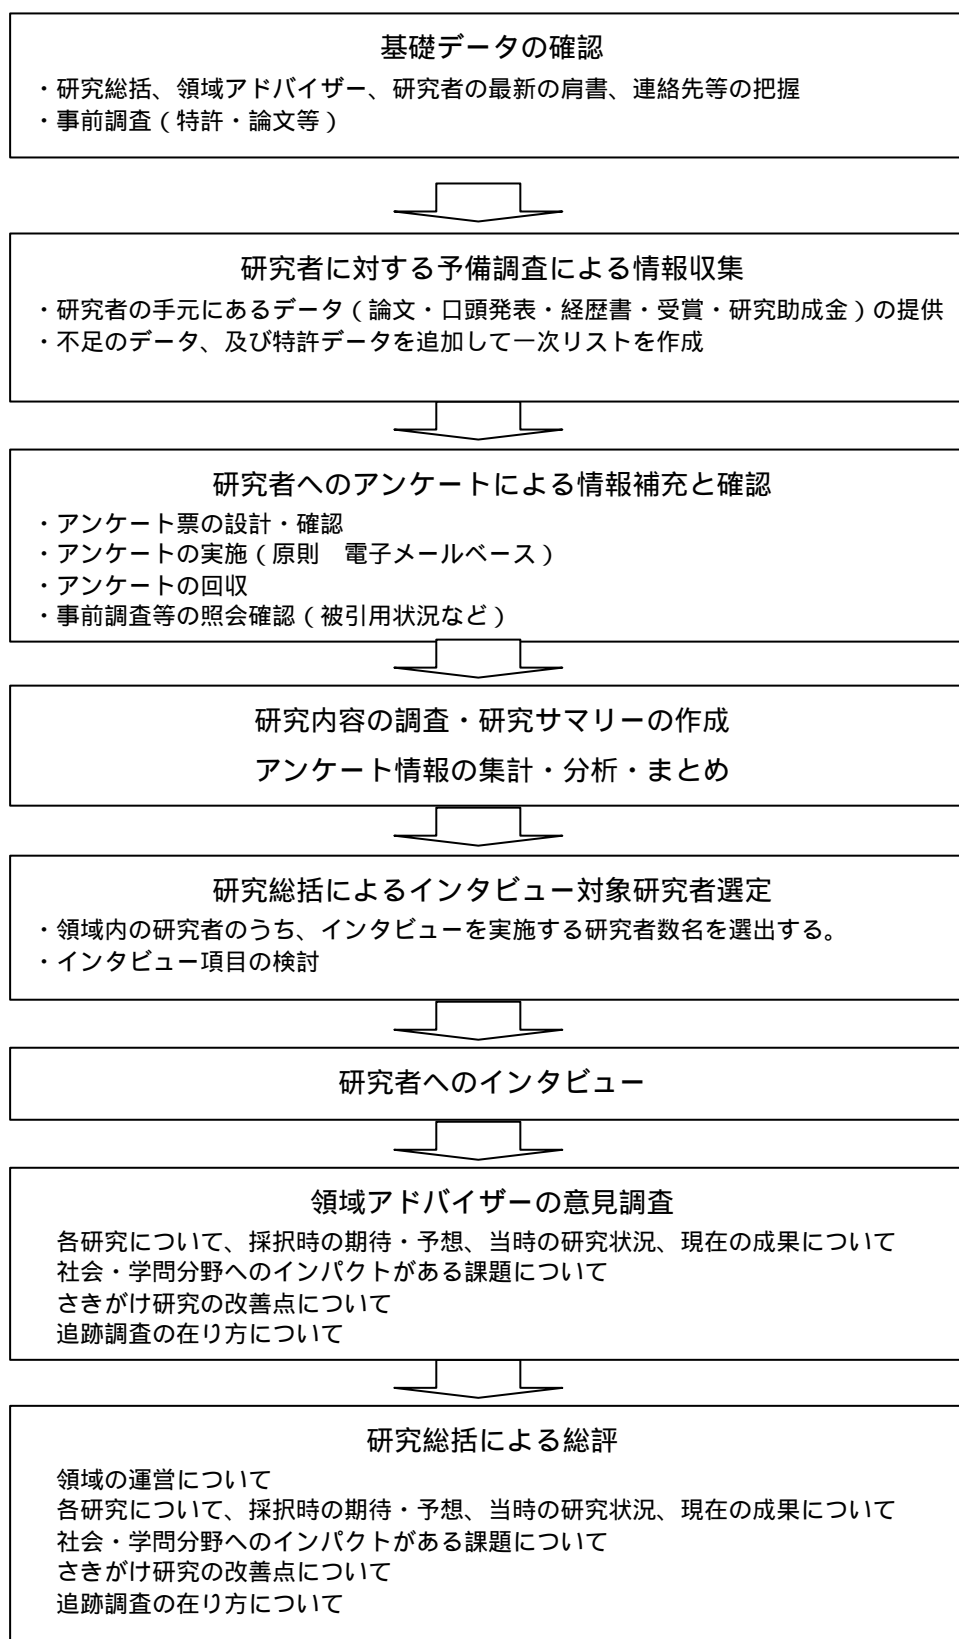 基礎データの確認
・研究総括、領域アドバイザー、研究者の最新の肩書、連絡先等の把握
・事前調査(特許・論文等)
研究者に対する予備調査による情報収集
・研究者の手元にあるデータ(論文・口頭発表・経歴書・受賞・研究助成金)の提供
・不足のデータ、及び特許データを追加して一次リストを作成
研究者へのアンケートによる情報補充と確認
・アンケート票の設計・確認
・アンケートの実施(原則　電子メールベース)
・アンケートの回収
・事前調査等の照会確認(被引用状況など)
研究内容の調査・研究サマリーの作成
アンケート情報の集計・分析・まとめ
研究総括によるインタビュー対象研究者選定
・領域内の研究者のうち、インタビューを実施する研究者数名を選出する。
・インタビュー項目の検討
研究者へのインタビュー
領域アドバイザーの意見調査
各研究について、採択時の期待・予想、当時の研究状況、現在の成果について
社会・学問分野へのインパクトがある課題について
さきがけ研究の改善点について
追跡調査の在り方について
研究総括による総評
領域の運営について
各研究について、採択時の期待・予想、当時の研究状況、現在の成果について
社会・学問分野へのインパクトがある課題について
さきがけ研究の改善点について
追跡調査の在り方について